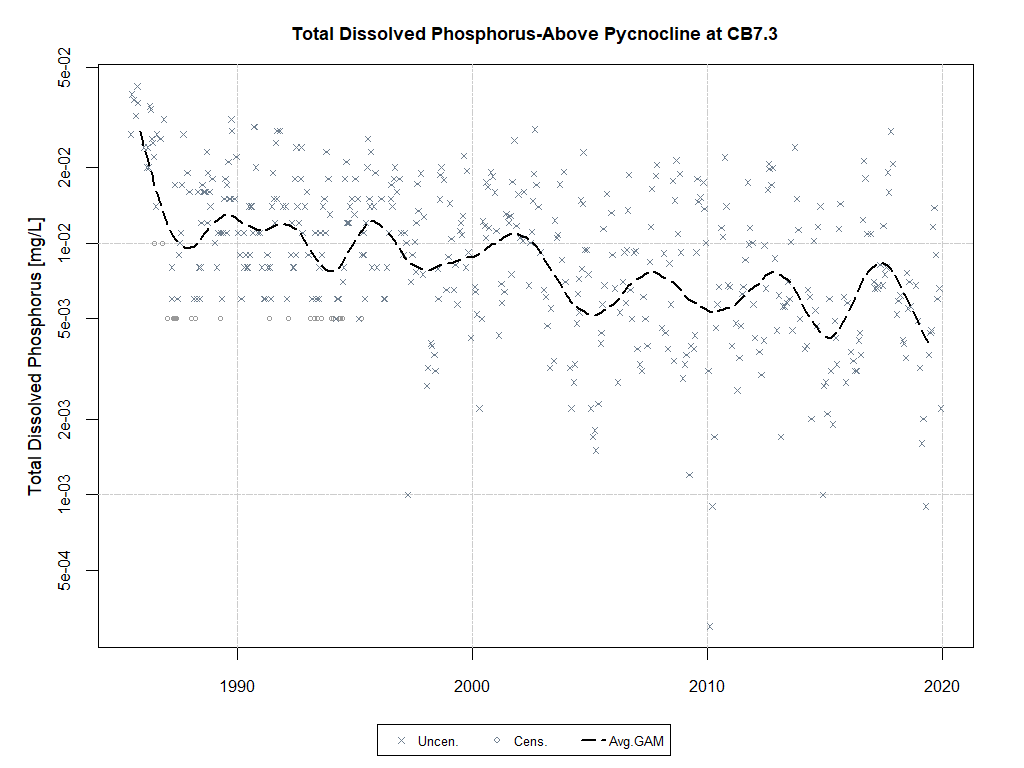 Total Dissolved Phosphorus-Above Pycnocline at CB7.3
Total Dissolved Phosphorus [mg/L]
5e-02
2e-02
1e-02
5e-03
2e-03
1e-03
5e-04
1990
2000
2010
2020
Uncen.
Cens.
Avg.GAM